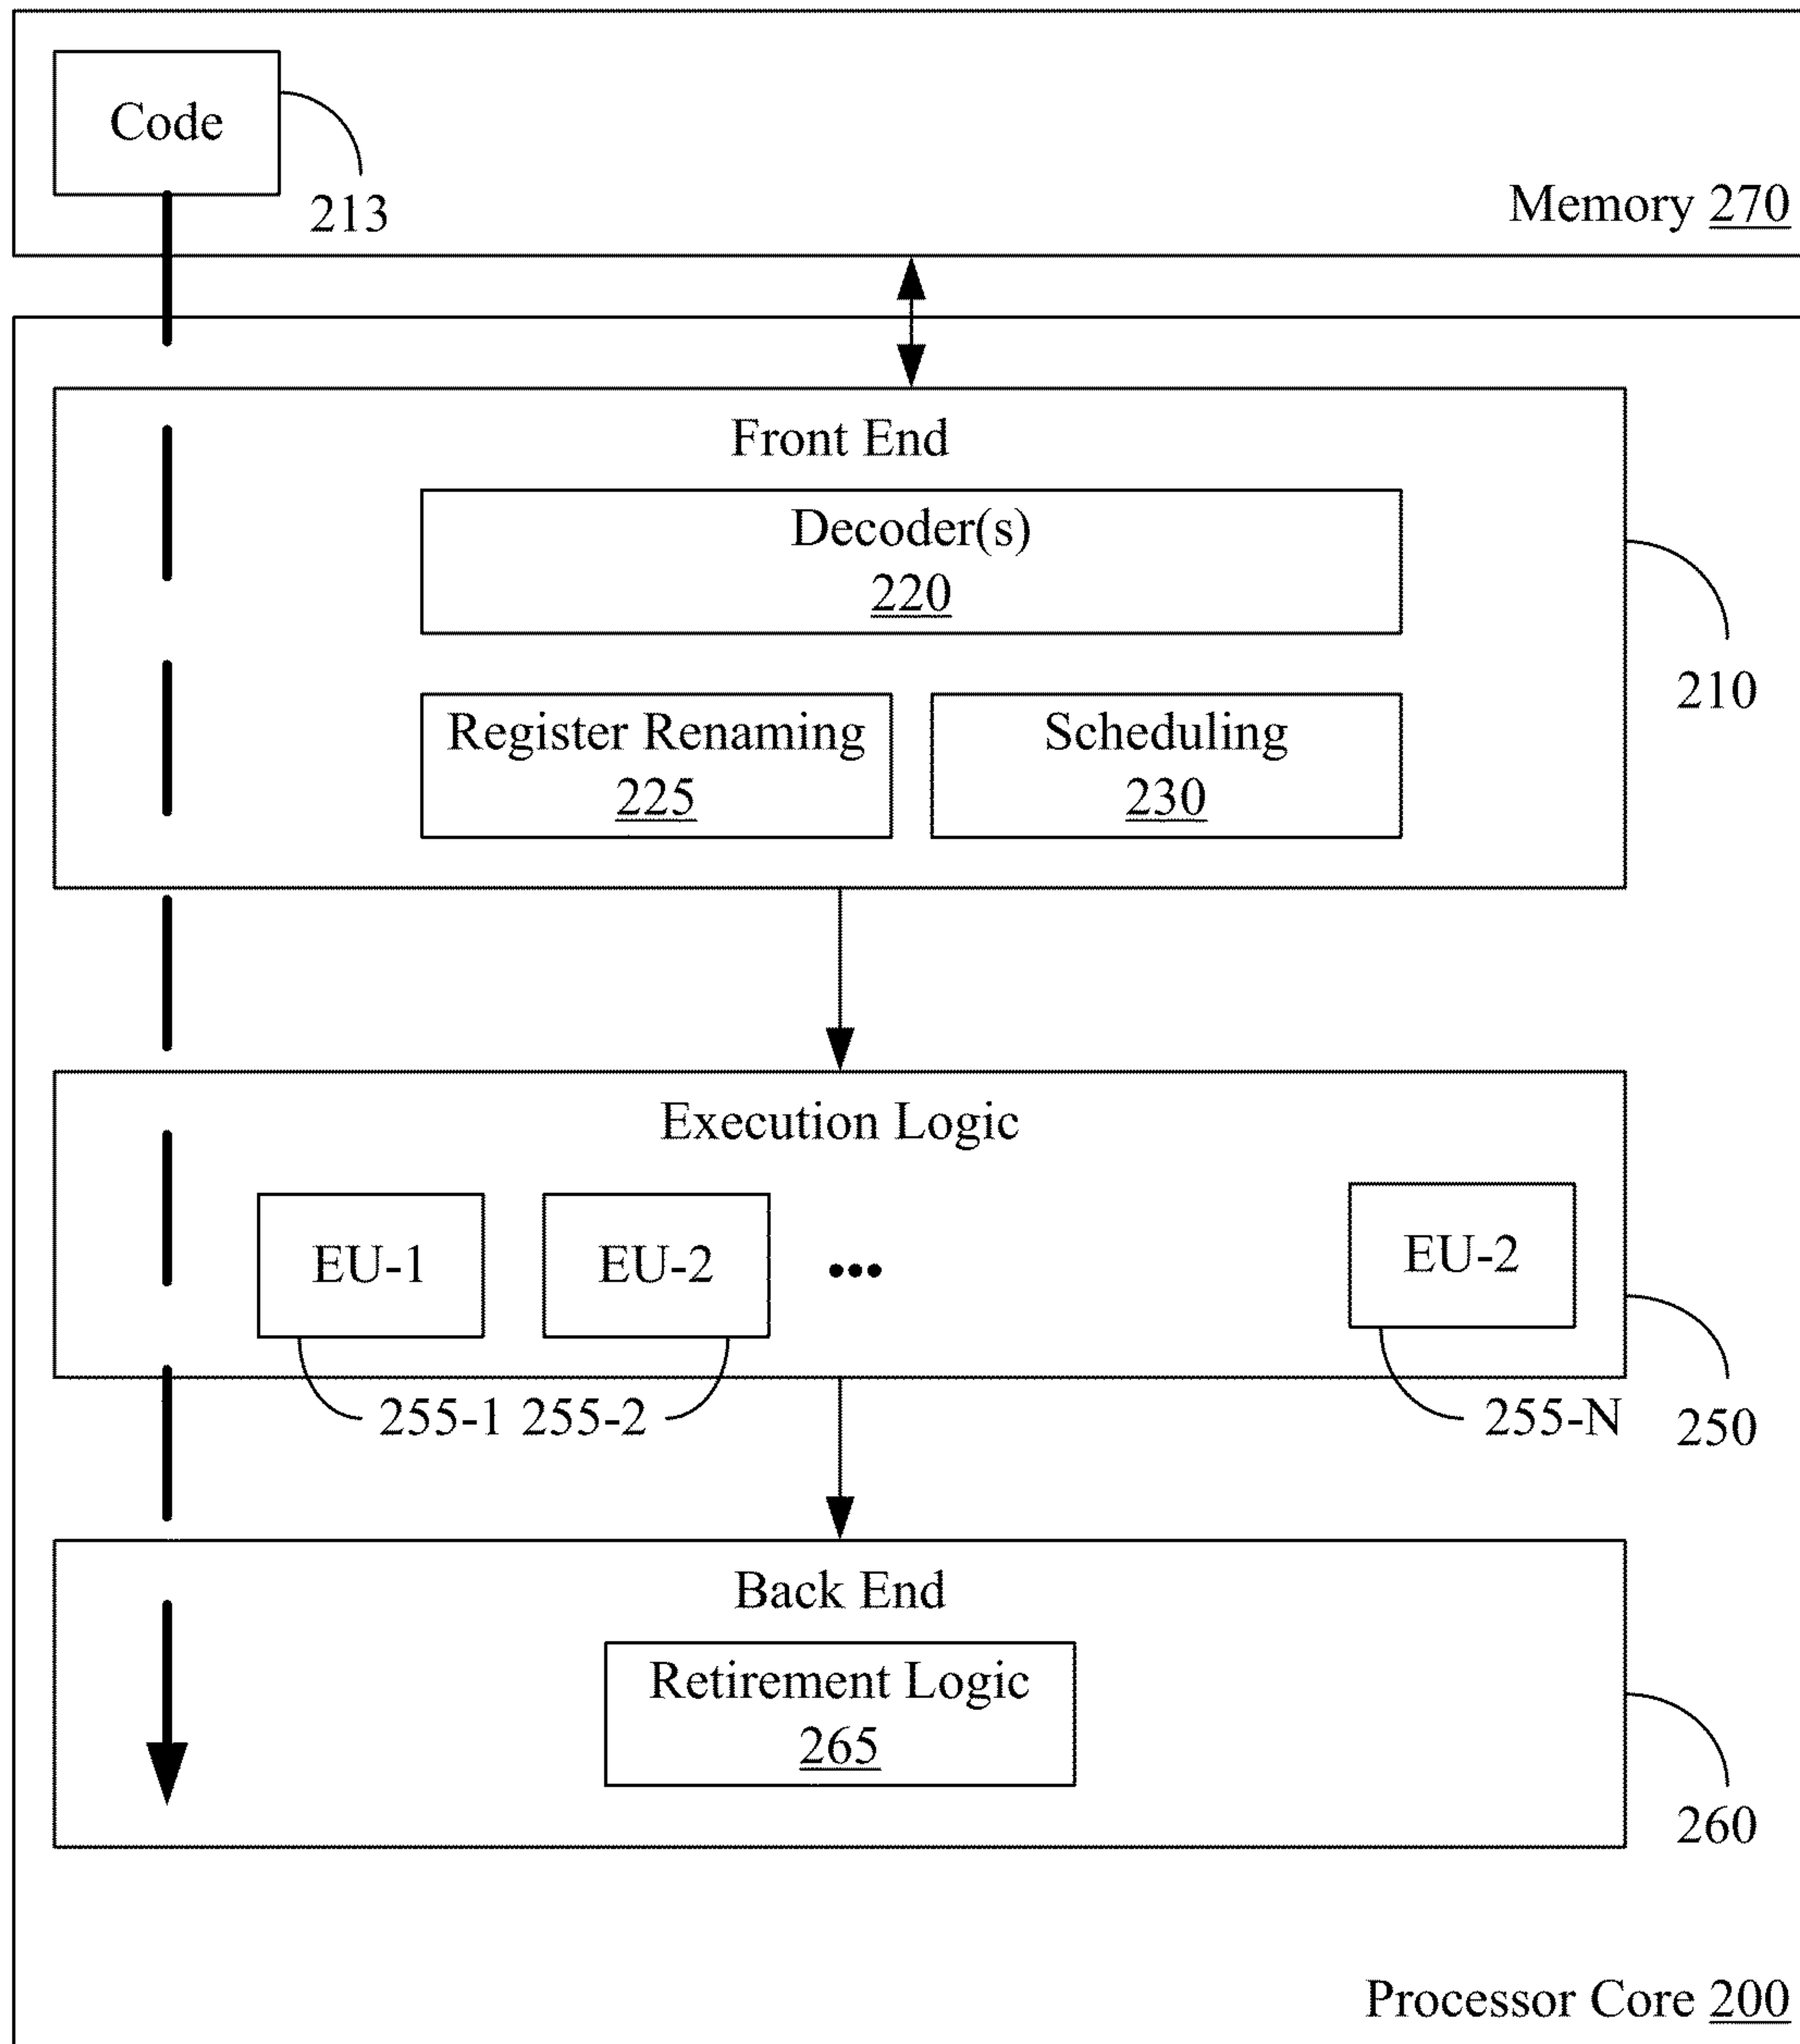 Code
213
Memory 270
Front End
Decoder(s)
220
210
Register Renaming
225
Scheduling
230
Execution Logic
EU-1
EU-2
•••
EU-2
255-1
255-2
255-N
250
Back End
Retirement Logic
265
260
Processor Core 200